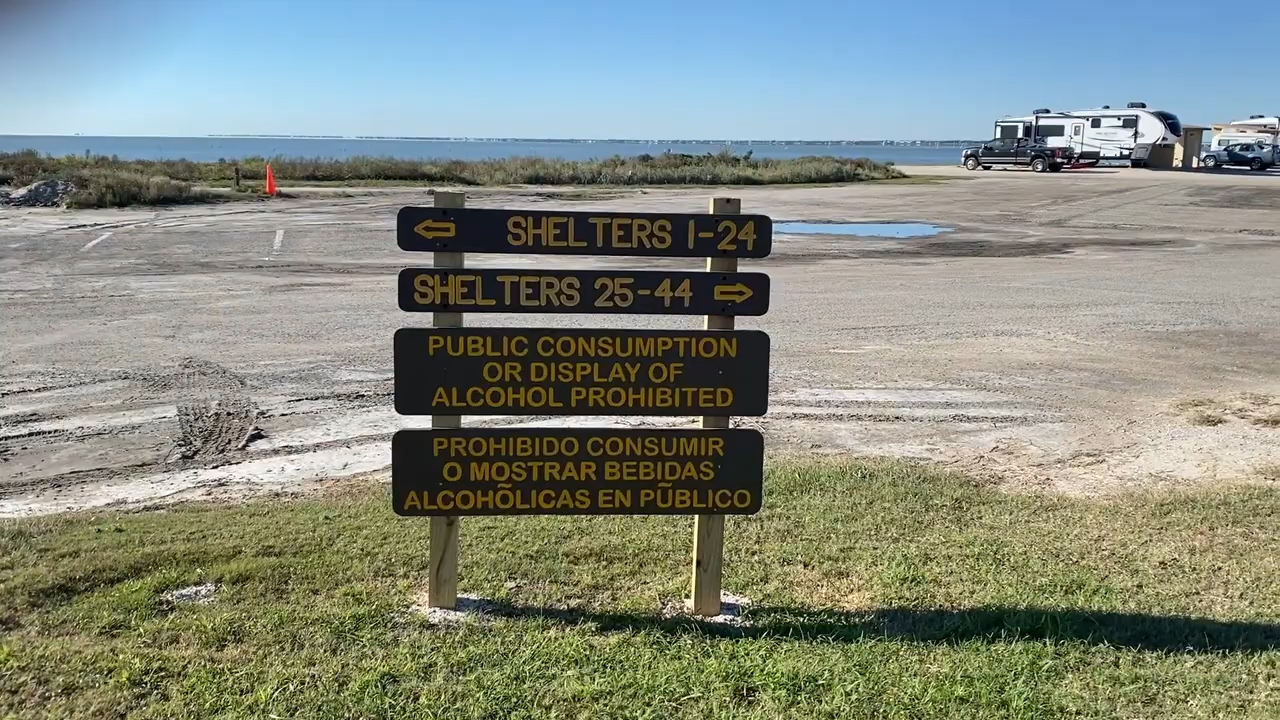 SHELTERS 1-24
SHELTERS 25-44
PUBLIC CONSUMPTION
OR DISPLAY OF
ALCOHOL PROHIBITED
PROHIBIDO CONSUMIR
O MOSTRAR BEBIDAS
ALCOHÕLICAS EN PŨBLICO